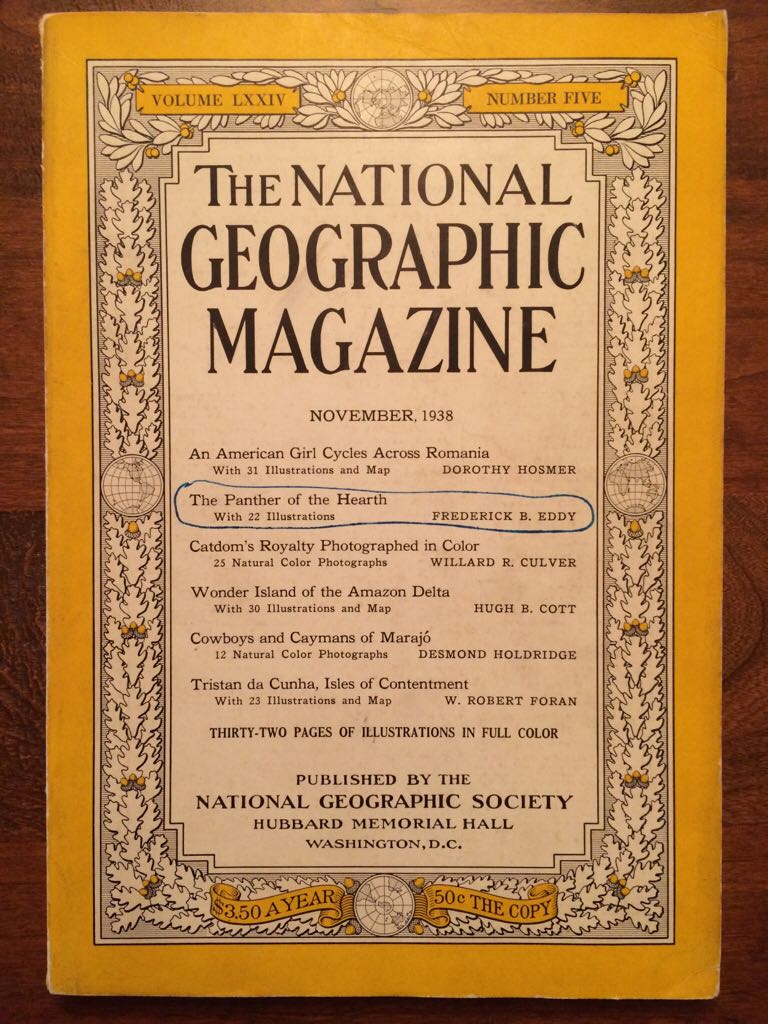 VOLUME LXXIV NUMBER FIVE
THE NATIONAL
GEOGRAPHIC
MAGAZINE
NOVEMBER, 1938
An American Girl Cycles Across Romania
With 31 Illustrations and Map DOROTHY HOSMER
The Panther of the Hearth
With 22 Illustrations FREDERICK B. EDDY
Catdom's Royalty Photographed in Color
25 Natural Color Photographs WILLARD R. CULVER
Wonder Island of the Amazon Delta
With 30 Illustrations and Map HUGH B. COTT
Cowboys and Caymans of Marajó
12 Natural Color Photographs DESMOND HOLDRIDGE
Tristan da Cunha, Isles of Contentment
With 23 Illustrations and Map W. ROBERT FORAN
THIRTY-TWO PAGES OF ILLUSTRATIONS IN FULL COLOR
PUBLISHED BY THE
NATIONAL GEOGRAPHIC SOCIETY
HUBBARD MEMORIAL HALL
WASHINGTON, D.C.
$3.50 A YEAR 50c THE COPY